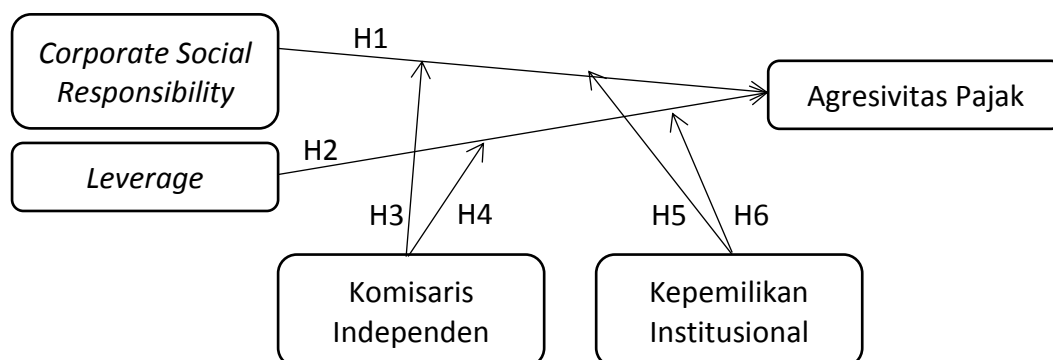 H1
Corporate Social
Responsibility
Agresivitas Pajak
H2
Leverage
H3
H4
H5
H6
Komisaris
Independen
Kepemilikan
Institusional